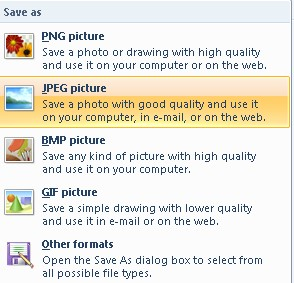 Save as
PNG picture
Save a photo or drawing with high quality
and use it on your computer or on the web.
JPEG picture
Save a photo with good quality and use it
on your computer, in e-mail, or on the web.
BMP picture
Save any kind of picture with high quality
and use it on your computer.
GIF picture
Save a simple drawing with lower quality
and use it in e-mail or on the web.
Other formats
Open the Save As dialog box to select from
all possible file types.